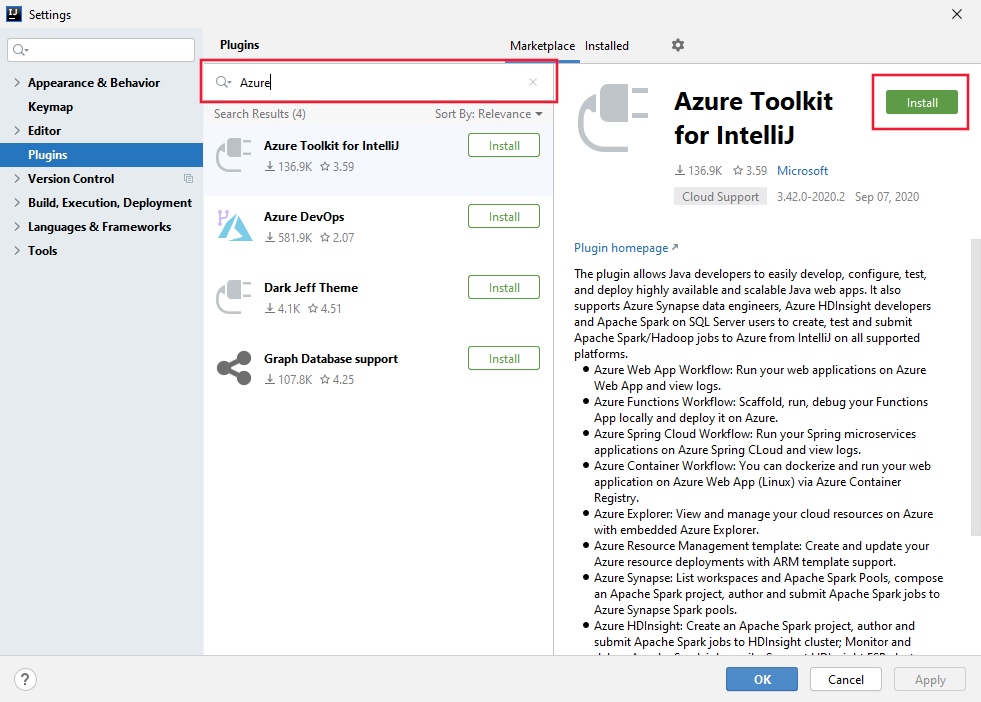 Settings
Plugins
Marketplace Installed
Appearance & Behavior
Keymap
Editor
Plugins
Version Control
Build, Execution, Deployment
Languages & Frameworks
Tools
Azure
Search Results (4) Sort By: Relevance
Azure Toolkit for IntelliJ Install
136.9K 3.59
Azure DevOps Install
581.9K 2.07
Dark Jeff Theme Install
4.1K 4.51
Graph Database support Install
107.8K 4.25
Azure Toolkit
for IntelliJ
Install
136.9K 3.59 Microsoft
Cloud Support 3.42.0-2020.2 Sep 07, 2020
Plugin homepage
The plugin allows Java developers to easily develop, configure, test,
and deploy highly available and scalable Java web apps. It also
supports Azure Synapse data engineers, Azure HDInsight developers
and Apache Spark on SQL Server users to create, test and submit
Apache Spark/Hadoop jobs to Azure from IntelliJ on all supported
platforms.
Azure Web App Workflow: Run your web applications on Azure
Web App and view logs.
Azure Functions Workflow: Scaffold, run, debug your Functions
App locally and deploy it on Azure.
Azure Spring Cloud Workflow: Run your Spring microservices
applications on Azure Spring CLoud and view logs.
Azure Container Workflow: You can dockerize and run your web
application on Azure Web App (Linux) via Azure Container
Registry.
Azure Explorer: View and manage your cloud resources on Azure
with embedded Azure Explorer.
Azure Resource Management template: Create and update your
Azure resource deployments with ARM template support.
Azure Synapse: List workspaces and Apache Spark Pools, compose
an Apache Spark project, author and submit Apache Spark jobs to
Azure Synapse Spark pools.
Azure HDInsight: Create an Apache Spark project, author and
submit Apache Spark jobs to HDInsight cluster; Monitor and
? OK Cancel Apply